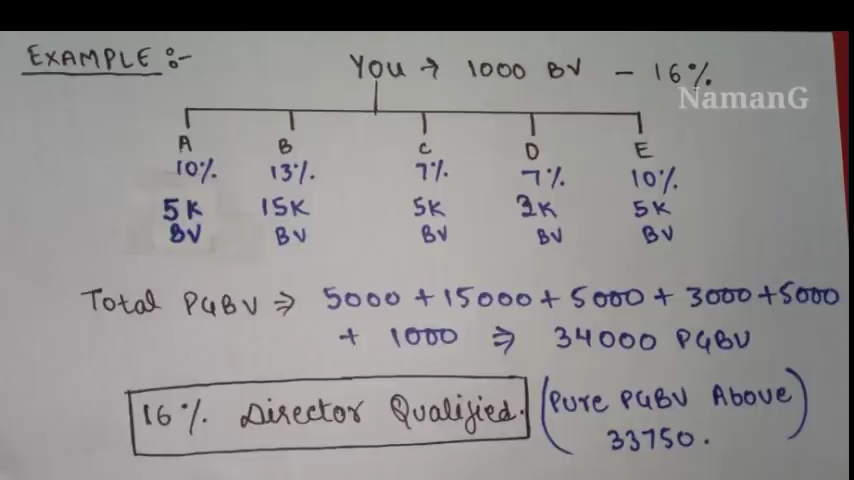 EXAMPLE :-
You → 1000 BV - 16%
NamanG
A B C D E
10% 13% 7% 7% 10%
5K 15K 5K 3K 5K
BV BV BV BV BV
Total PGBV ⇒ 5000 + 15000 + 5000 + 3000 + 5000
+ 1000 ⇒ 34000 PGBV
16% Director Qualified. (Pure PGBV Above
33750.)